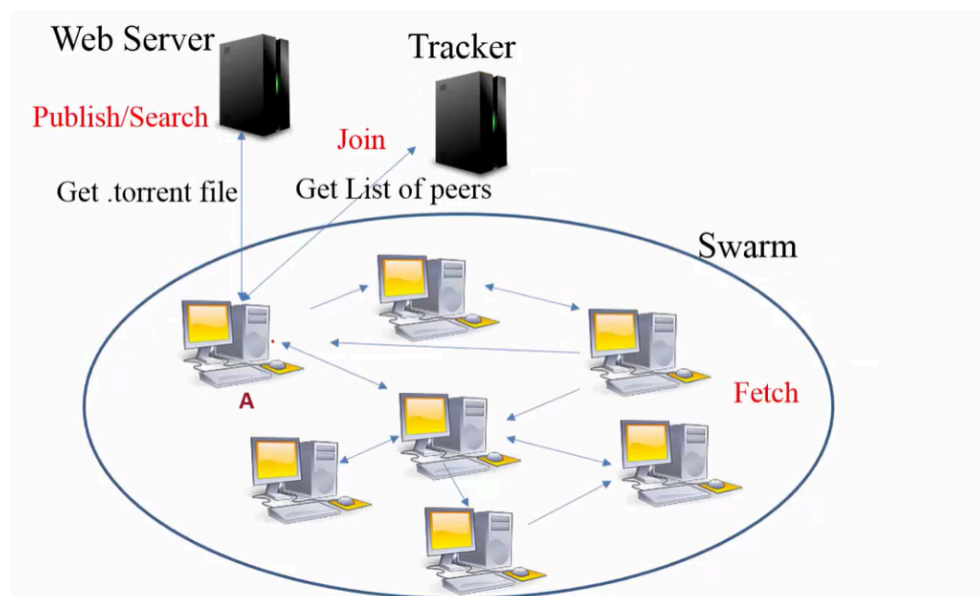 Web Server
Tracker
Publish/Search
Join
Get .torrent file
Get List of peers
Swarm
A
Fetch